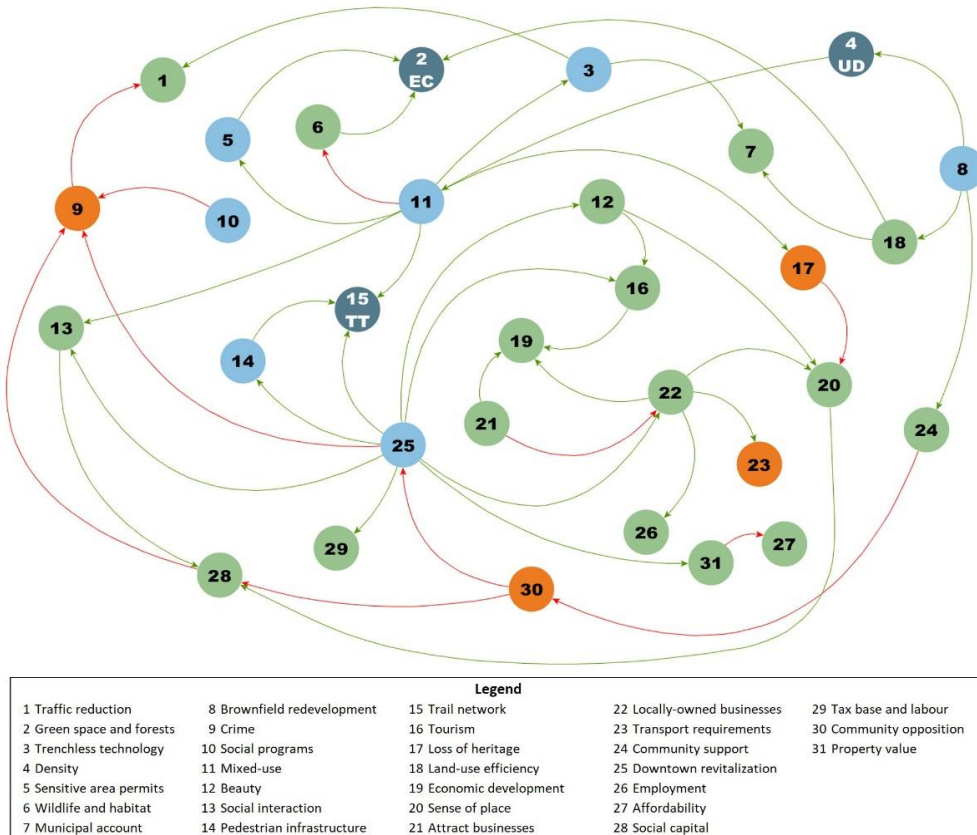 2
EC
4
UD
3
1
5
6
7
8
11
12
9
10
18
17
16
15
TT
13
19
14
20
22
21
24
25
23
26
29
31
27
28
30
Legend
1 Traffic reduction
2 Green space and forests
3 Trenchless technology
4 Density
5 Sensitive area permits
6 Wildlife and habitat
7 Municipal account
8 Brownfield redevelopment
9 Crime
10 Social programs
11 Mixed-use
12 Beauty
13 Social interaction
14 Pedestrian infrastructure
15 Trail network
16 Tourism
17 Loss of heritage
18 Land-use efficiency
19 Economic development
20 Sense of place
21 Attract businesses
22 Locally-owned businesses
23 Transport requirements
24 Community support
25 Downtown revitalization
26 Employment
27 Affordability
28 Social capital
29 Tax base and labour
30 Community opposition
31 Property value